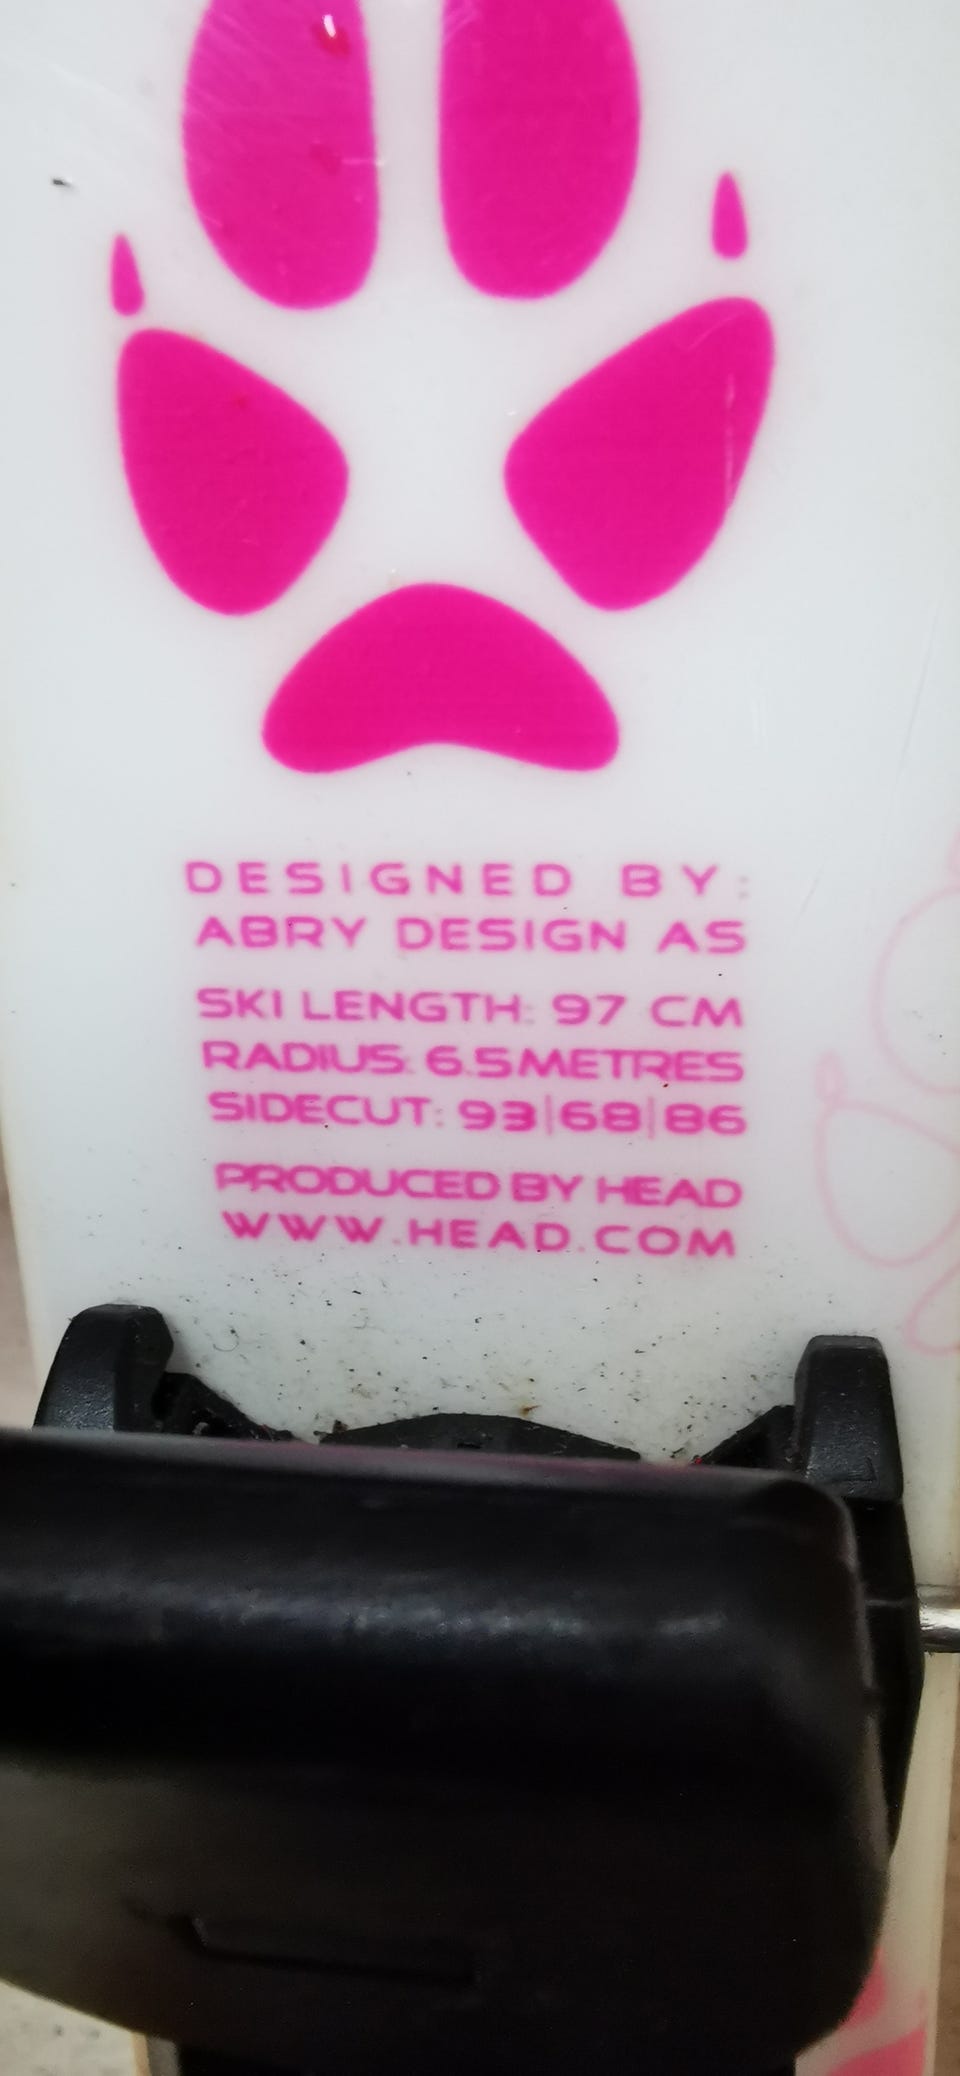 DESIGNED BY:
ABRY DESIGN AS
SKI LENGTH: 97 CM
RADIUS: 6.5METRES
SIDECUT: 93|68|86
PRODUCED BY HEAD
WWW.HEAD.COM